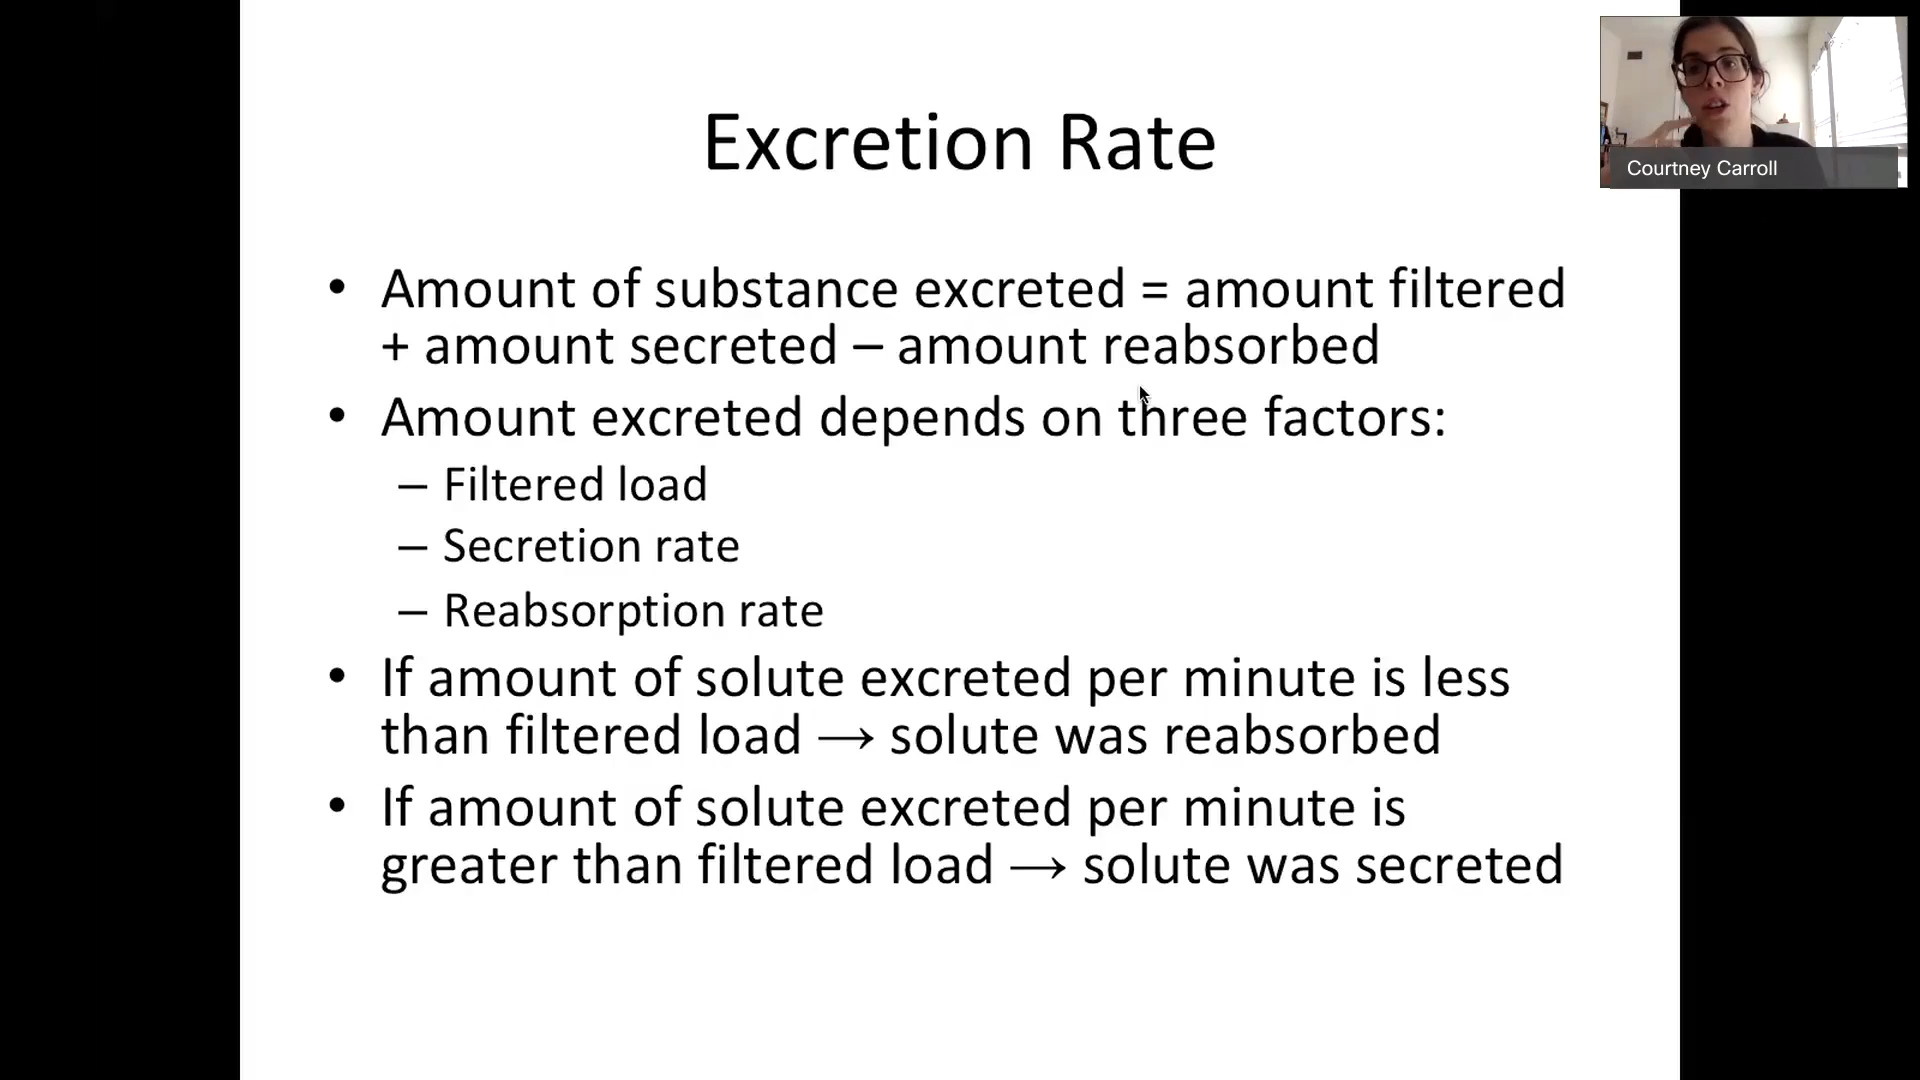 Excretion Rate
Courtney Carroll
• Amount of substance excreted = amount filtered
+ amount secreted – amount reabsorbed
• Amount excreted depends on three factors:
– Filtered load
– Secretion rate
– Reabsorption rate
• If amount of solute excreted per minute is less
than filtered load → solute was reabsorbed
• If amount of solute excreted per minute is
greater than filtered load → solute was secreted